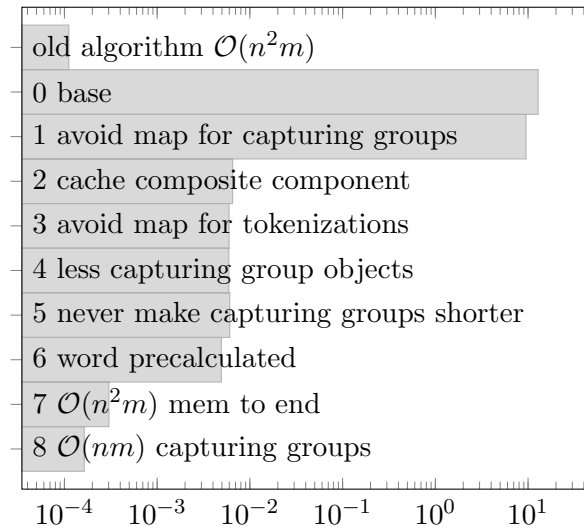 old algorithm 𝒪(n²m)
0 base
1 avoid map for capturing groups
2 cache composite component
3 avoid map for tokenizations
4 less capturing group objects
5 never make capturing groups shorter
6 word precalculated
7 𝒪(n²m) mem to end
8 𝒪(nm) capturing groups
10⁻⁴ 10⁻³ 10⁻² 10⁻¹ 10⁰ 10¹